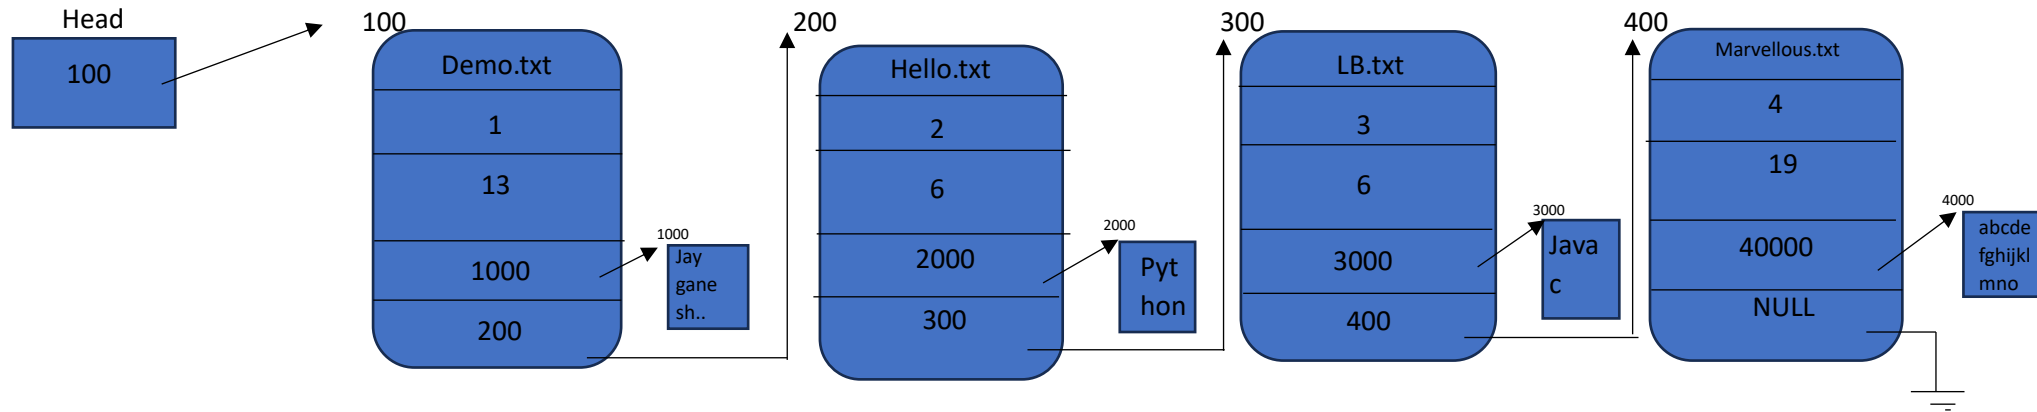 Head
100
100
Demo.txt
1
13
1000
200
1000
Jay
gane
sh..
200
Hello.txt
2
6
2000
300
2000
Pyt
hon
300
LB.txt
3
6
3000
400
3000
Java
c
400
Marvellous.txt
4
19
40000
NULL
4000
abcde
fghijkl
mno